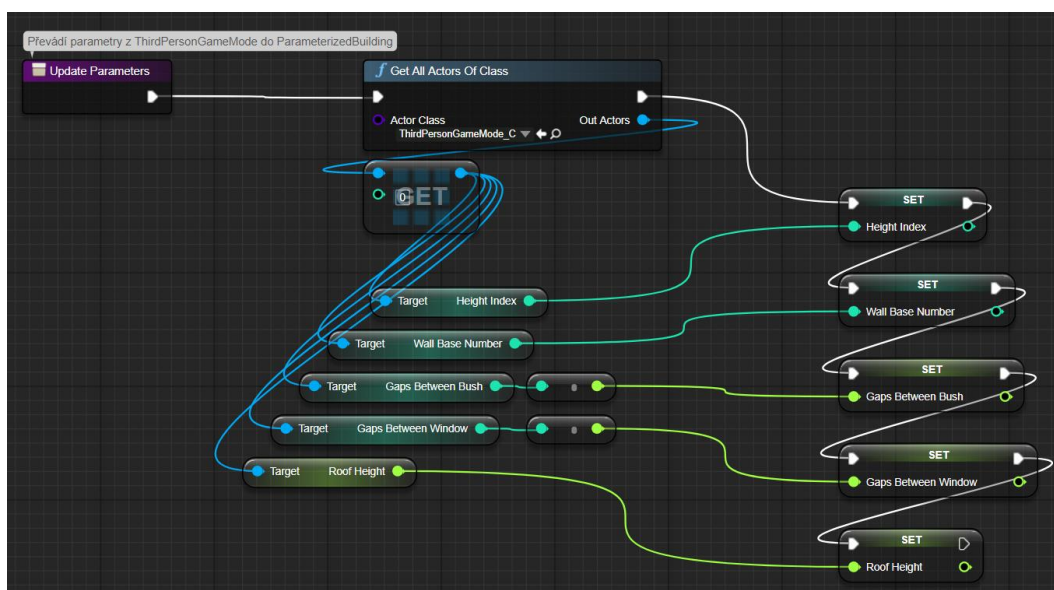 Převádí parametry z ThirdPersonGameMode do ParameterizedBuilding
Update Parameters
f Get All Actors Of Class
Actor Class
Out Actors
ThirdPersonGameMode_C
0
GET
SET
Height Index
Target Height Index
SET
Wall Base Number
Target Wall Base Number
SET
Gaps Between Bush
Target Gaps Between Bush
Target Gaps Between Window
SET
Gaps Between Window
Target Roof Height
SET
Roof Height